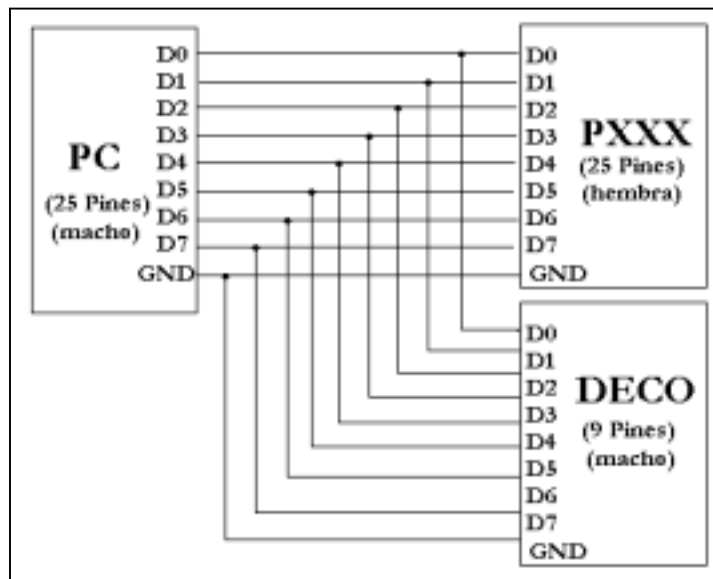 D0
D1
D2
D3
D4
D5
D6
D7
GND
PC
(25 Pines)
(macho)
D0
D1
D2
D3
D4
D5
D6
D7
GND
PXXX
(25 Pines)
(hembra)
D0
D1
D2
D3
D4
D5
D6
D7
GND
DECO
(9 Pines)
(macho)